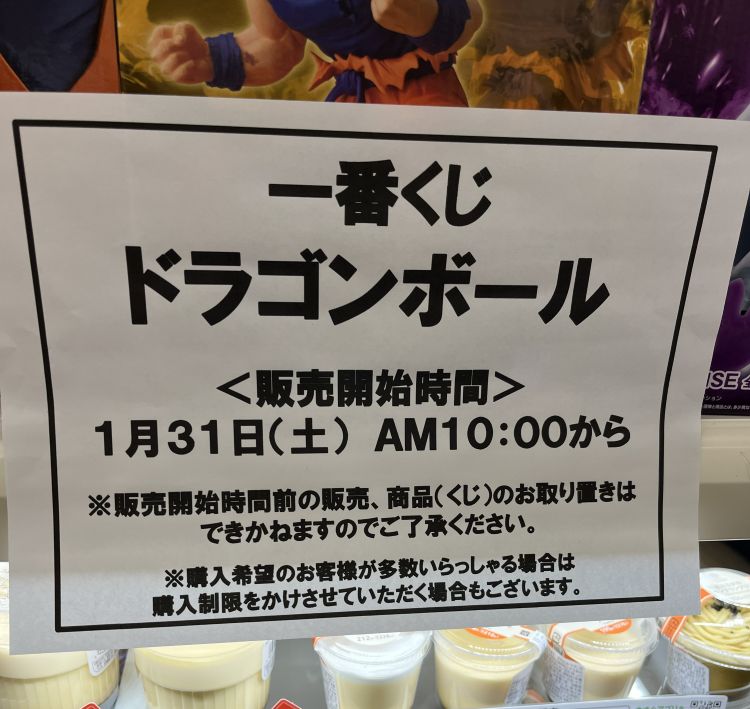 一番くじ
ドラゴンボール
＜販売開始時間＞
1月31日(土) AM10:00から
※販売開始時間前の販売、商品(くじ)のお取り置きは
できかねますのでご了承ください。
※購入希望のお客様が多数いらっしゃる場合は
購入制限をかけさせていただく場合もございます。